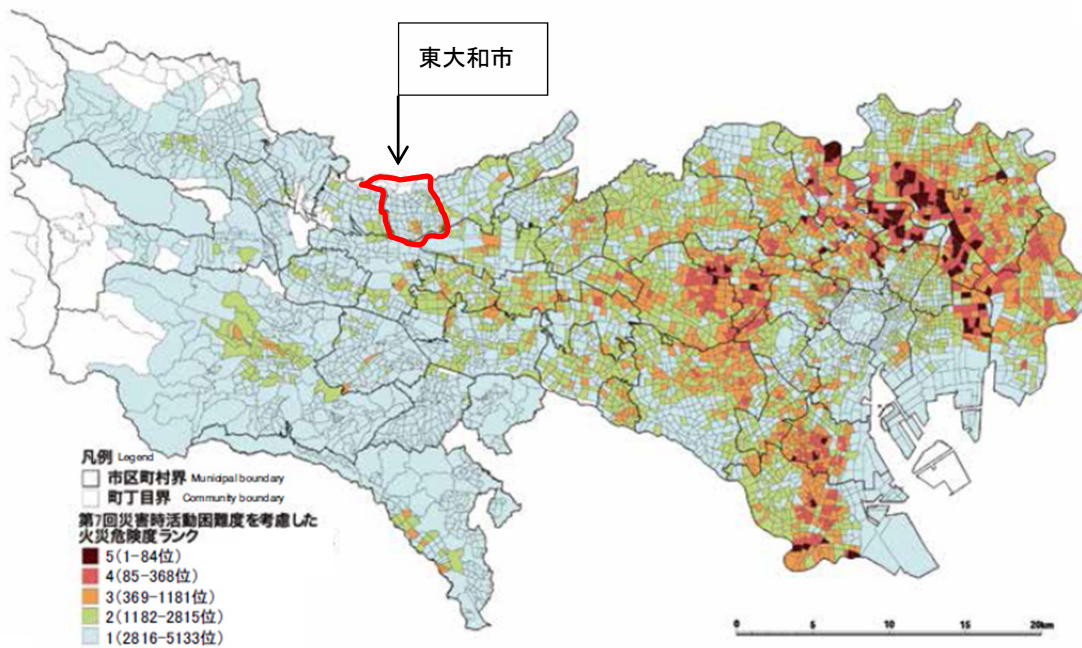 東大和市
凡例 Legend
市区町村界 Municipal boundary
町丁目界 Community boundary
第7回災害時活動困難度を考慮した
火災危険度ランク
5(1-84位)
4(85-368位)
3(369-1181位)
2(1182-2815位)
1(2816-5133位)
0 5 10 15 20km